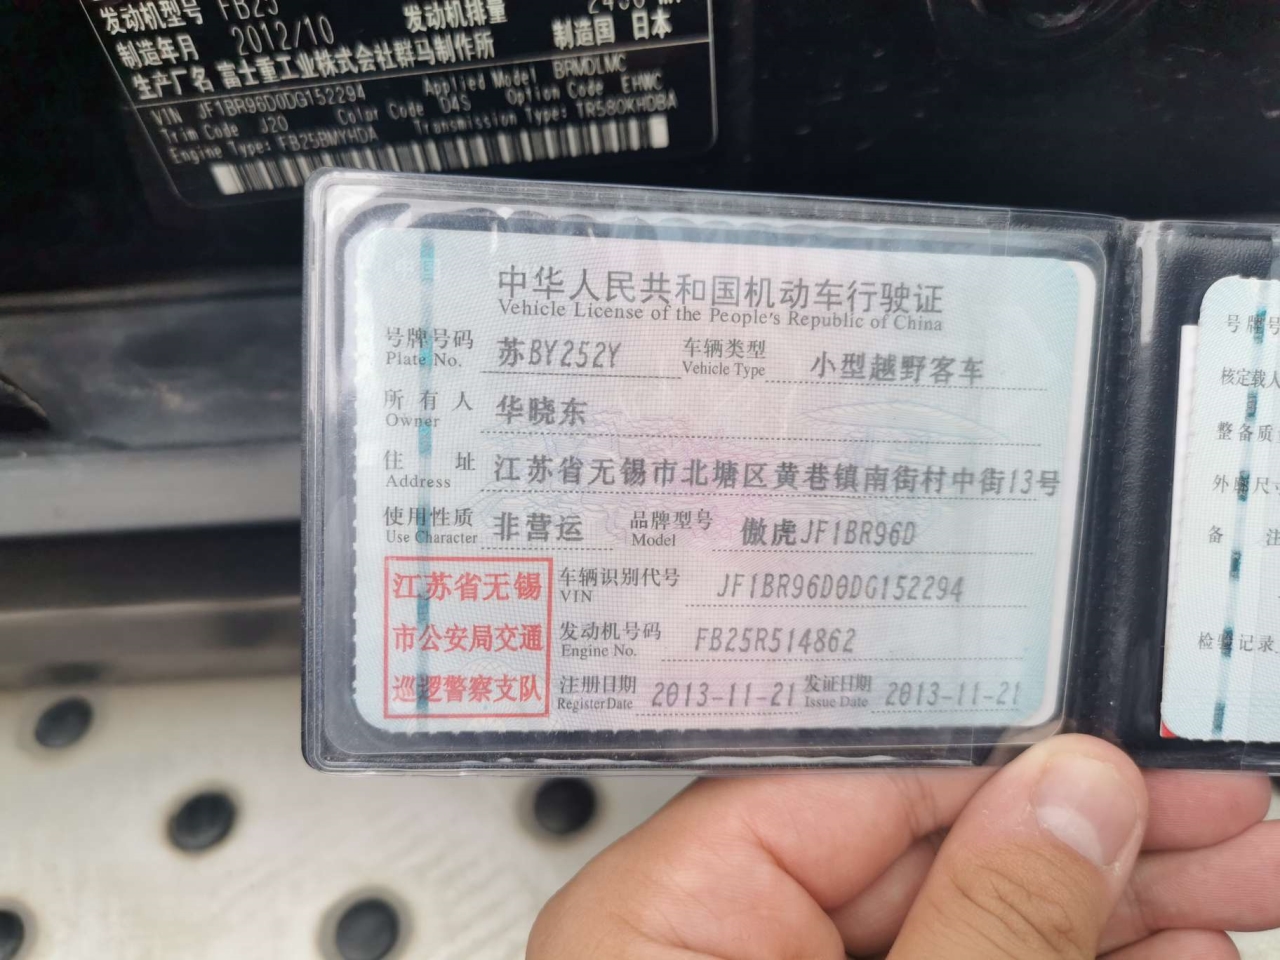 发动机型号 FB25 发动机排量
制造年月 2012/10 制造国 日本
生产厂名 富士重工业株式会社群马制作所
VIN JF1BR96D0DG152294 Applied Model BRMDLMC
Trim Code J20 Color Code D4S Option Code EHWC
Engine Type: FB25BMYHDA Transmission Type: TR580KHDBA
中华人民共和国机动车行驶证
Vehicle License of the People's Republic of China
号牌号码 苏BY252Y 车辆类型 小型越野客车
Plate No. Vehicle Type
所有人 华晓东
Owner
住址 江苏省无锡市北塘区黄巷镇南街村中街13号
Address
使用性质 非营运 品牌型号 傲虎JF1BR96D
Use Character Model
江苏省无锡
市公安局交通
巡逻警察支队
车辆识别代号 JF1BR96D0DG152294
VIN
发动机号码 FB25R514862
Engine No.
注册日期 2013-11-21 发证日期 2013-11-21
Register Date Issue Date
号牌号
核定载人
整备质
外廓尺
备注
检验记录